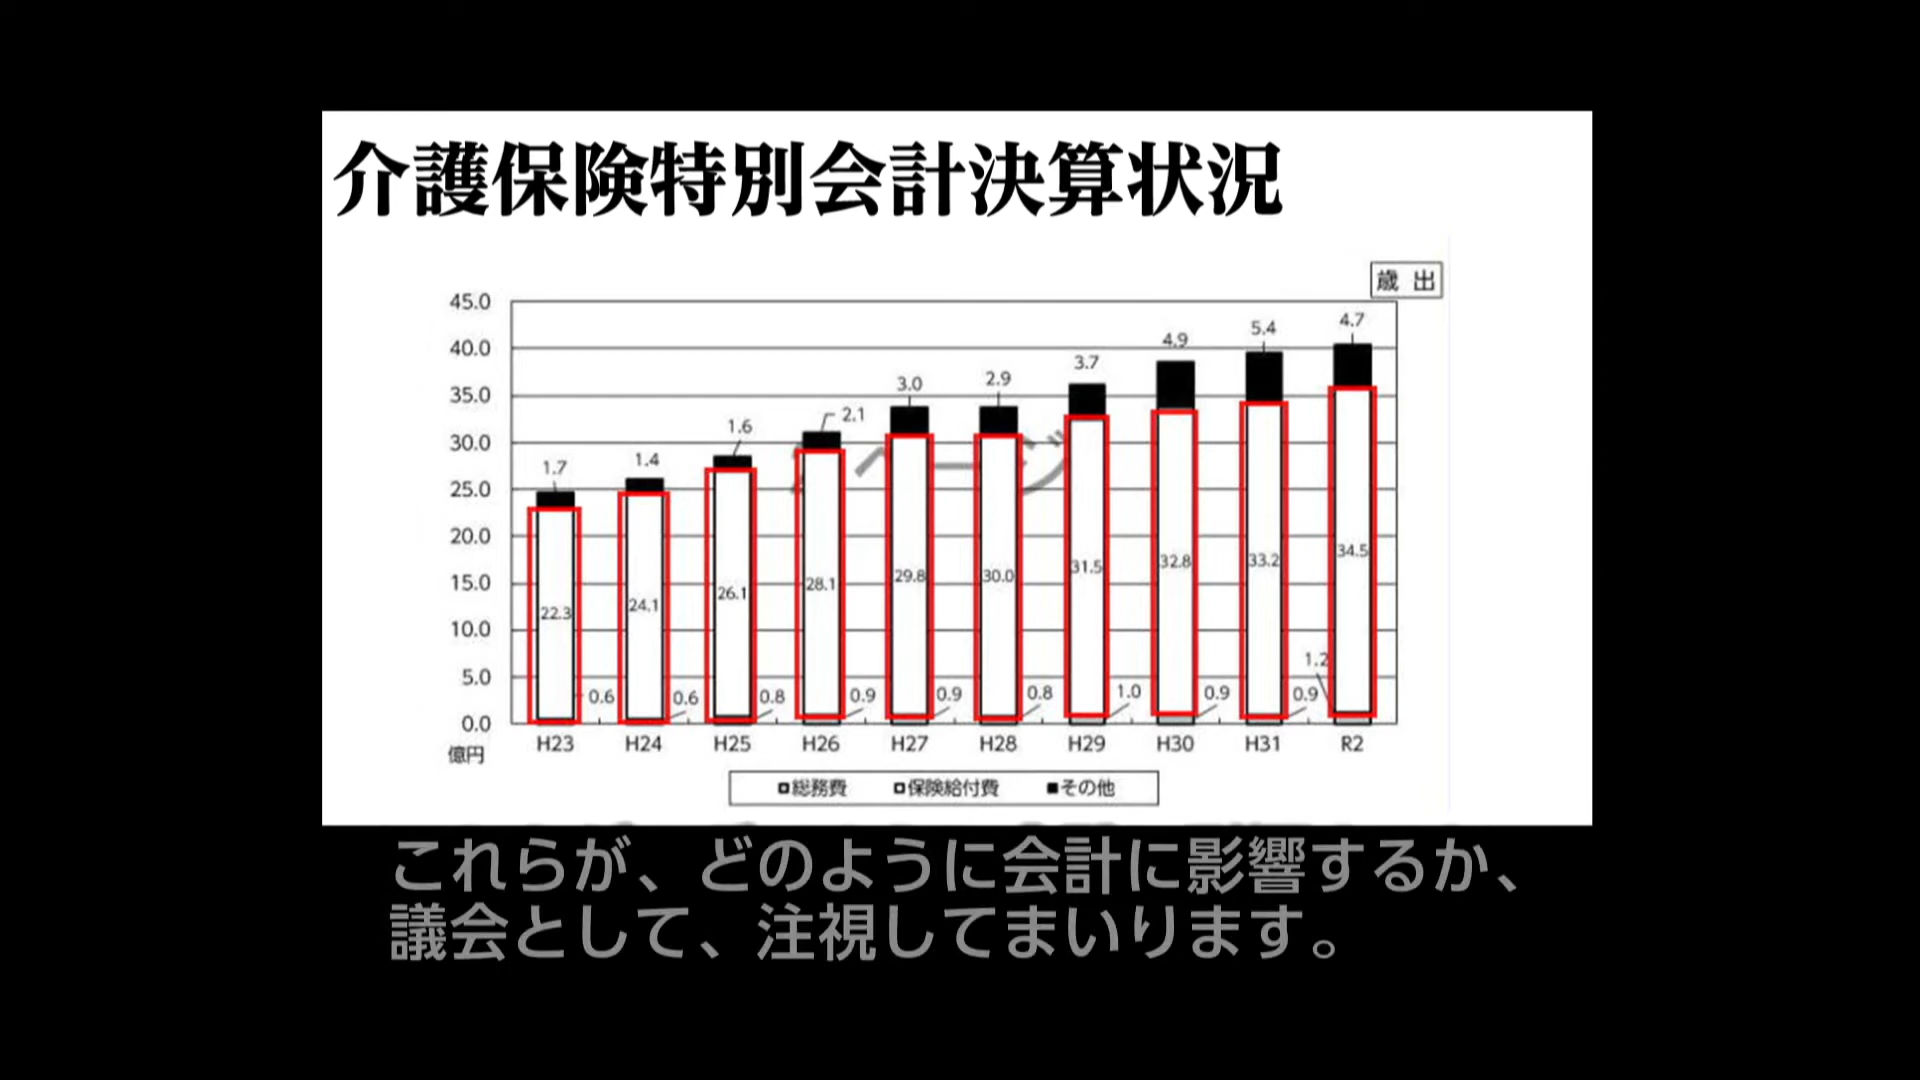 介護保険特別会計決算状況
歳 出
45.0
40.0
35.0
30.0
25.0
20.0
15.0
10.0
5.0
0.0
億円
1.7 1.4 1.6 2.1 3.0 2.9 3.7 4.9 5.4 4.7
22.3 24.1 26.1 28.1 29.8 30.0 31.5 32.8 33.2 34.5
0.6 0.6 0.8 0.9 0.9 0.8 1.0 0.9 0.9 1.2
H23 H24 H25 H26 H27 H28 H29 H30 H31 R2
総務費 保険給付費 その他
これらが、どのように会計に影響するか、
議会として、注視してまいります。